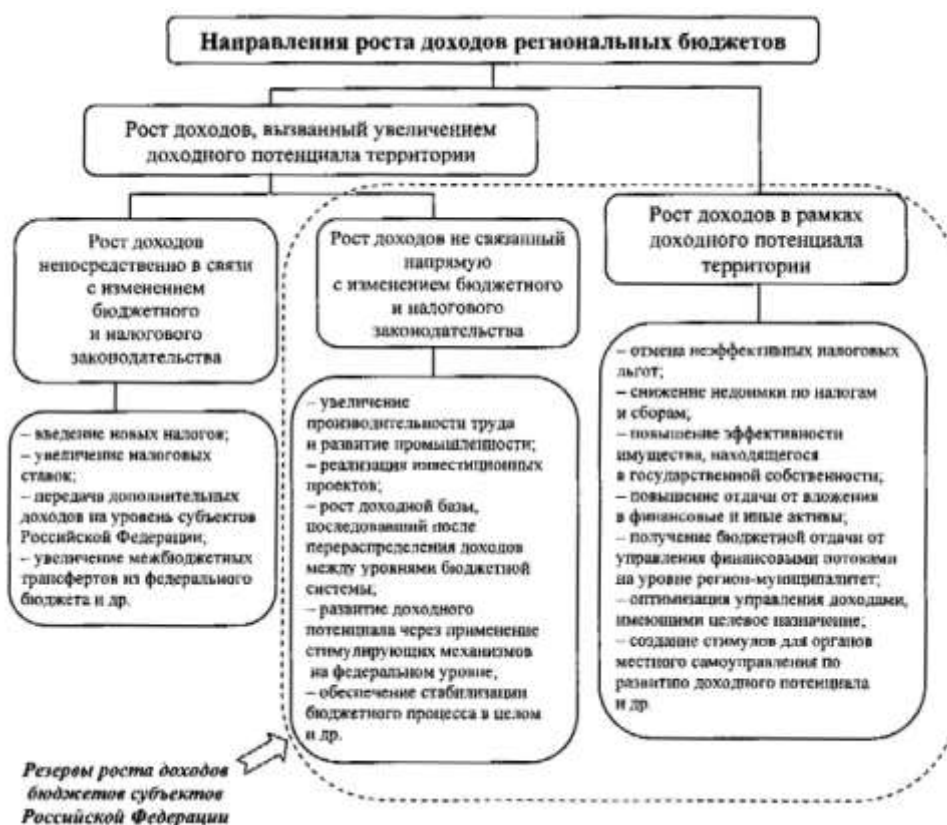 Направления роста доходов региональных бюджетов
Рост доходов, вызванный увеличением
доходного потенциала территории
Рост доходов
непосредственно в связи
с изменением
бюджетного
и налогового
законодательства
Рост доходов не связанный
напрямую
с изменением бюджетного
и налогового
законодательства
Рост доходов в рамках
доходного потенциала
территории
– введение новых налогов;
– увеличение налоговых
ставок;
– передача дополнительных
доходов на уровень субъектов
Российской Федерации;
– увеличение межбюджетных
трансфертов из федерального
бюджета и др.
– увеличение
производительности труда
и развитие промышленности;
– реализация инвестиционных
проектов;
– рост доходной базы,
последовавший после
перераспределения доходов
между уровнями бюджетной
системы;
– развитие доходного
потенциала через применение
стимулирующих механизмов
на федеральном уровне,
– обеспечение стабилизации
бюджетного процесса в целом
и др.
– отмена неэффективных налоговых
льгот;
– снижение недоимки по налогам
и сборам;
– повышение эффективности
имущества, находящегося
в государственной собственности;
– повышение отдачи от вложения
в финансовые и иные активы;
– получение бюджетной отдачи от
управления финансовыми потоками
на уровне регион-муниципалитет;
– оптимизация управления доходами,
имеющими целевое назначение;
– создание стимулов для органов
местного самоуправления по
развитию доходного потенциала
и др.
Резервы роста доходов
бюджетов субъектов
Российской Федерации